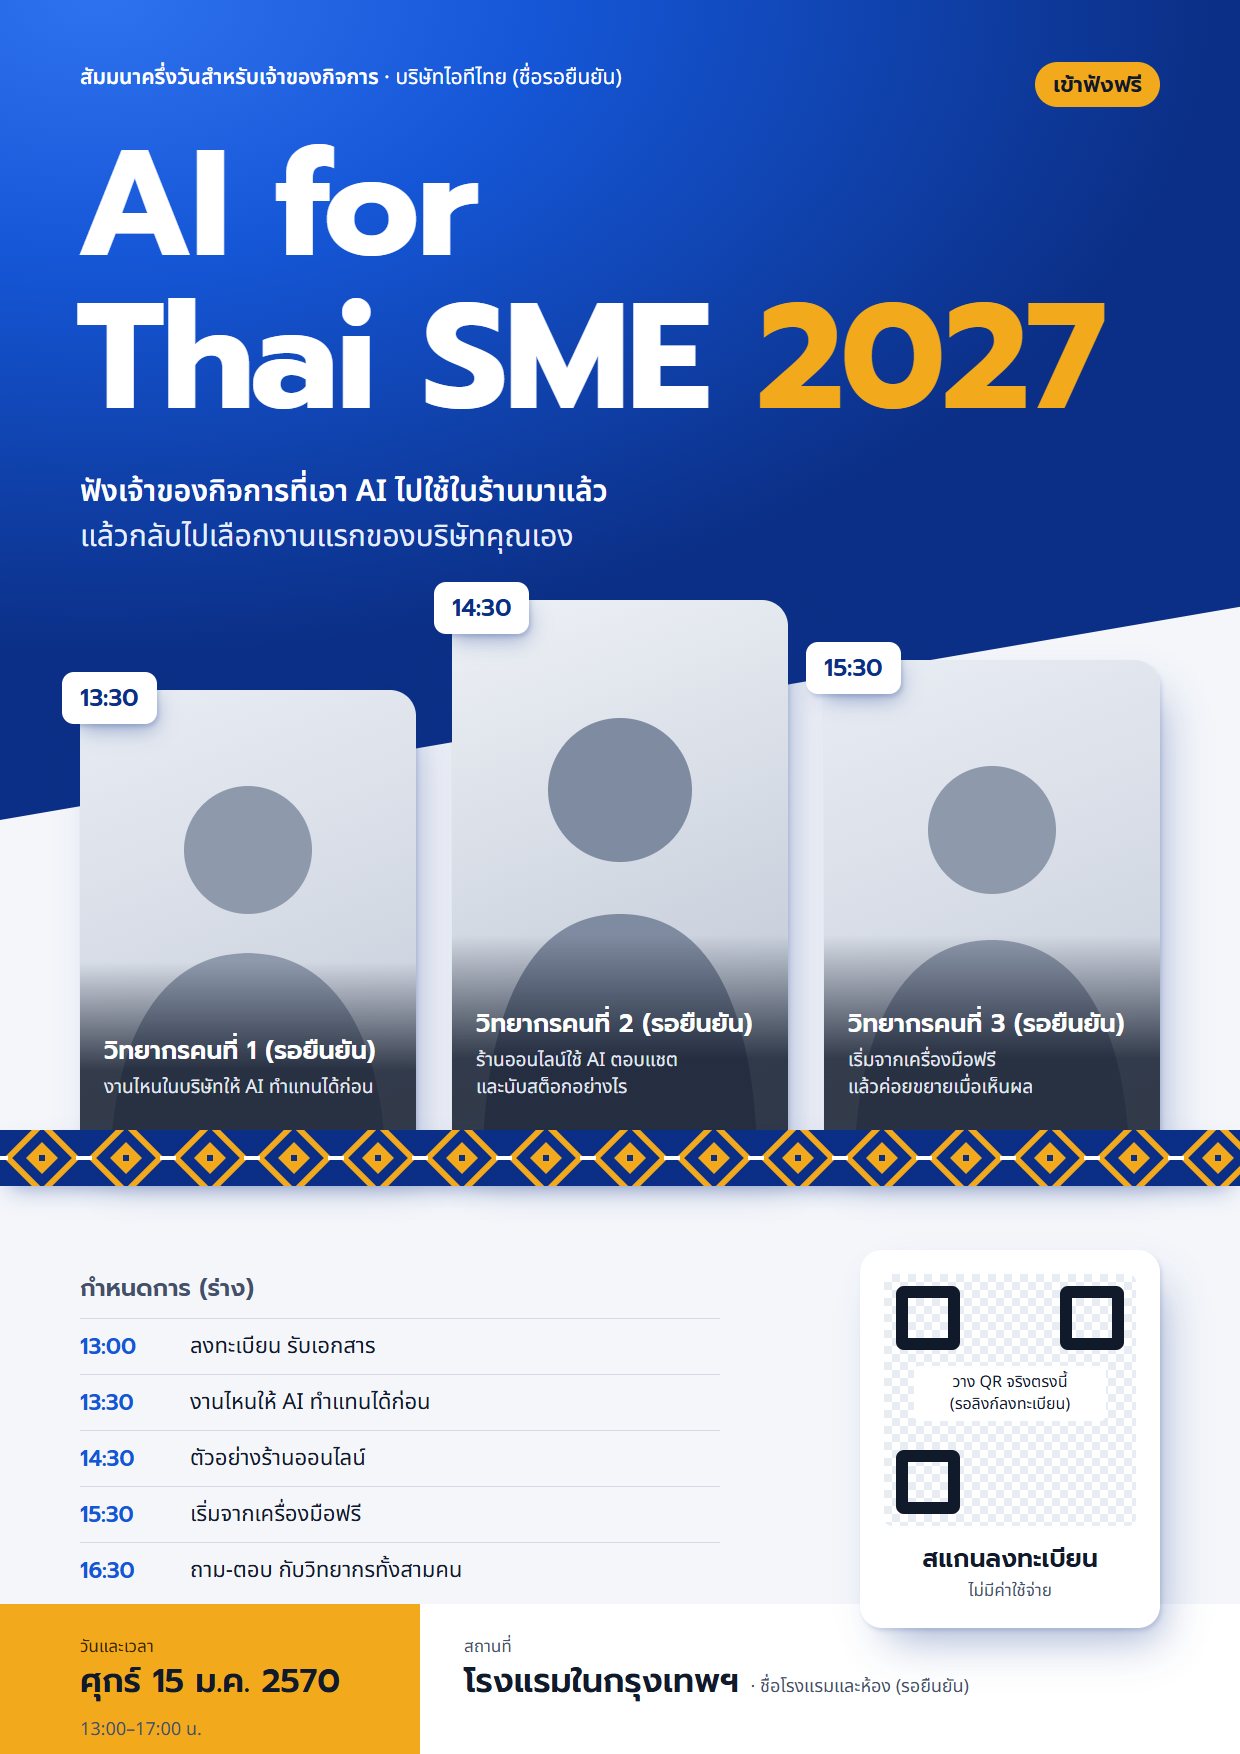 สัมมนาครึ่งวันสำหรับเจ้าของกิจการ · บริษัทไอทีไทย (ชื่อรอยืนยัน)
เข้าฟังฟรี
AI for
Thai SME 2027
ฟังเจ้าของกิจการที่เอา AI ไปใช้ในร้านมาแล้ว
แล้วกลับไปเลือกงานแรกของบริษัทคุณเอง
13:30
วิทยากรคนที่ 1 (รอยืนยัน)
งานไหนในบริษัทให้ AI ทำแทนได้ก่อน
14:30
วิทยากรคนที่ 2 (รอยืนยัน)
ร้านออนไลน์ใช้ AI ตอบแชต
และนับสต็อกอย่างไร
15:30
วิทยากรคนที่ 3 (รอยืนยัน)
เริ่มจากเครื่องมือฟรี
แล้วค่อยขยายเมื่อเห็นผล
กำหนดการ (ร่าง)
13:00 ลงทะเบียน รับเอกสาร
13:30 งานไหนให้ AI ทำแทนได้ก่อน
14:30 ตัวอย่างร้านออนไลน์
15:30 เริ่มจากเครื่องมือฟรี
16:30 ถาม-ตอบ กับวิทยากรทั้งสามคน
วาง QR จริงตรงนี้
(รอลิงก์ลงทะเบียน)
สแกนลงทะเบียน
ไม่มีค่าใช้จ่าย
วันและเวลา
ศุกร์ 15 ม.ค. 2570
13:00–17:00 น.
สถานที่
โรงแรมในกรุงเทพฯ · ชื่อโรงแรมและห้อง (รอยืนยัน)